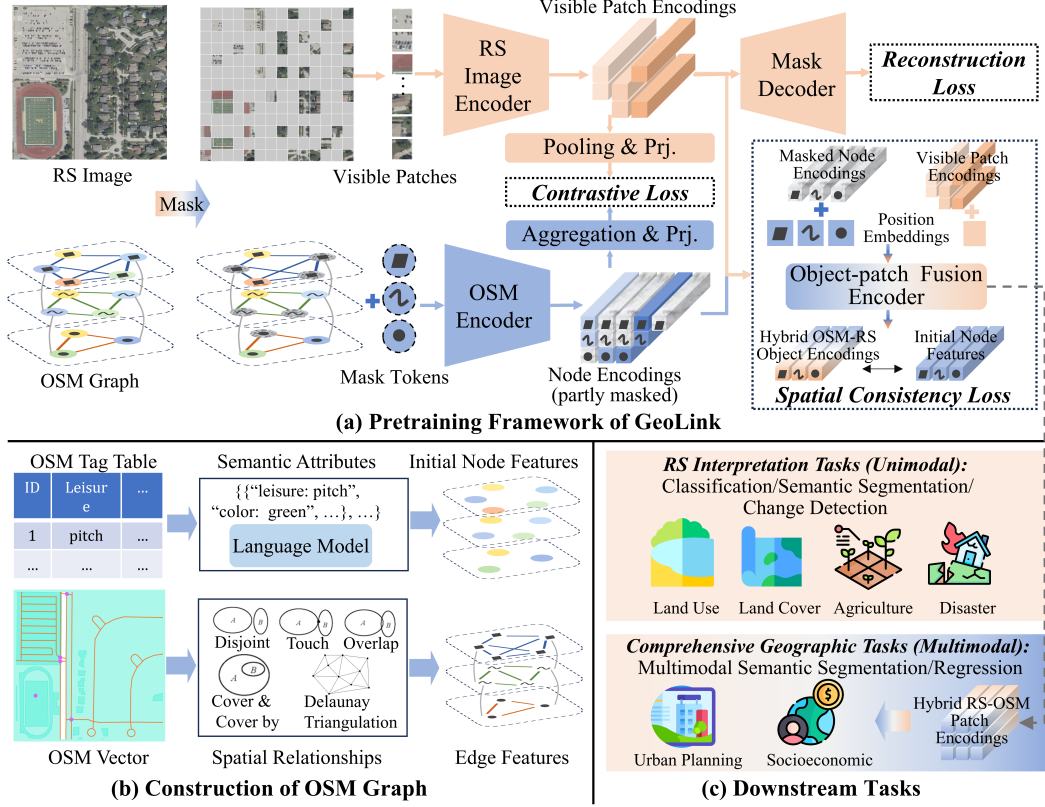 Visible Patch Encodings
RS
Image
Encoder
Mask
Decoder
Reconstruction
Loss
Pooling & Prj.
Contrastive Loss
Aggregation & Prj.
RS Image
Visible Patches
Mask
Masked Node
Encodings
Visible Patch
Encodings
Position
Embeddings
Object-patch Fusion
Encoder
Hybrid OSM-RS
Object Encodings
Initial Node
Features
Spatial Consistency Loss
OSM
Encoder
OSM Graph
Mask Tokens
Node Encodings
(partly masked)
(a) Pretraining Framework of GeoLink
OSM Tag Table
ID
Leisur
e
...
1
pitch
...
...
...
...
Semantic Attributes
{{“leisure: pitch”,
“color: green”, …}, …}
Language Model
Initial Node Features
OSM Vector
A
B
Disjoint
A
B
Touch
A
B
Overlap
A
B
Cover &
Cover by
Delaunay
Triangulation
Spatial Relationships
Edge Features
(b) Construction of OSM Graph
RS Interpretation Tasks (Unimodal):
Classification/Semantic Segmentation/
Change Detection
Land Use
Land Cover
Agriculture
Disaster
Comprehensive Geographic Tasks (Multimodal):
Multimodal Semantic Segmentation/Regression
$
Urban Planning
Socioeconomic
Hybrid RS-OSM
Patch
Encodings
(c) Downstream Tasks